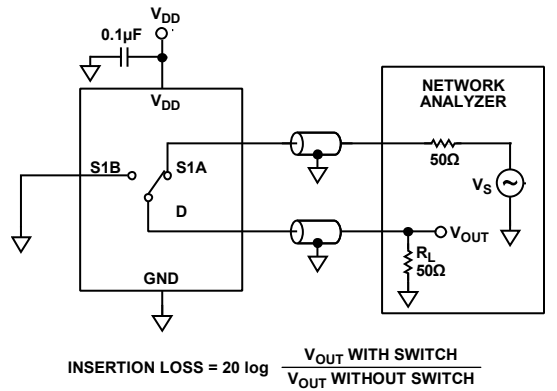 V_DD
0.1µF
V_DD
NETWORK
ANALYZER
S1B
S1A
50Ω
V_S
D
V_OUT
R_L
50Ω
GND
INSERTION LOSS = 20 log V_OUT WITH SWITCH
V_OUT WITHOUT SWITCH